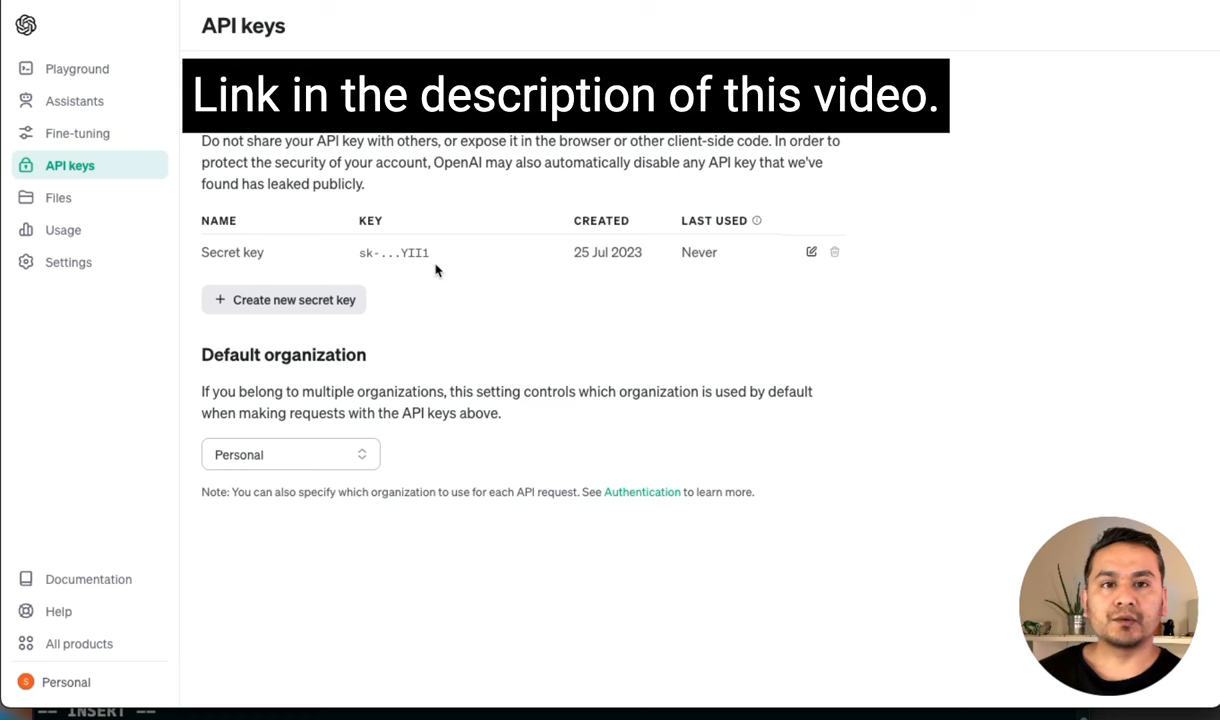 API keys
Link in the description of this video.
Playground
Assistants
Fine-tuning
API keys
Files
Usage
Settings
Do not share your API key with others, or expose it in the browser or other client-side code. In order to
protect the security of your account, OpenAI may also automatically disable any API key that we've
found has leaked publicly.
NAME KEY CREATED LAST USED
Secret key sk-...YII1 25 Jul 2023 Never
+ Create new secret key
Default organization
If you belong to multiple organizations, this setting controls which organization is used by default
when making requests with the API keys above.
Personal
Note: You can also specify which organization to use for each API request. See Authentication to learn more.
Documentation
Help
All products
S Personal
-- INSERT --